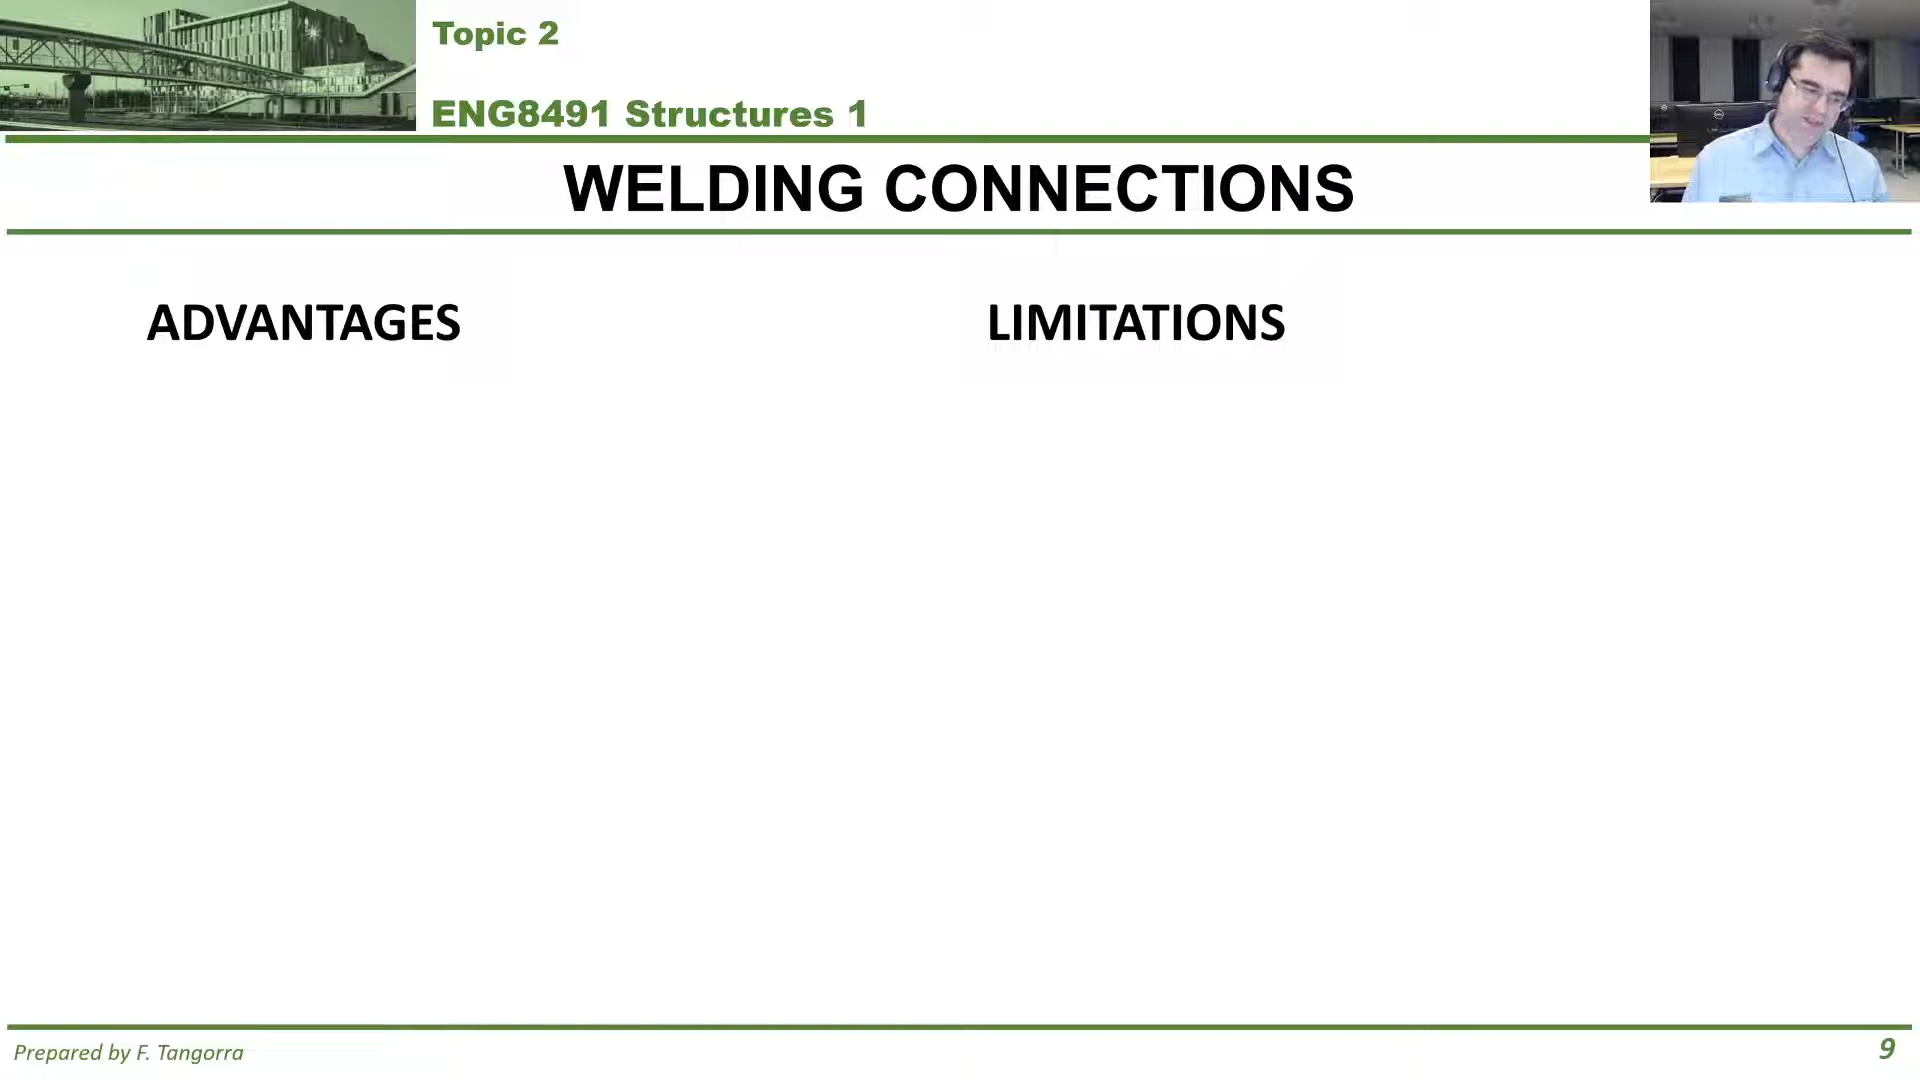 Topic 2
ENG8491 Structures 1
WELDING CONNECTIONS
ADVANTAGES
LIMITATIONS
Prepared by F. Tangorra
9